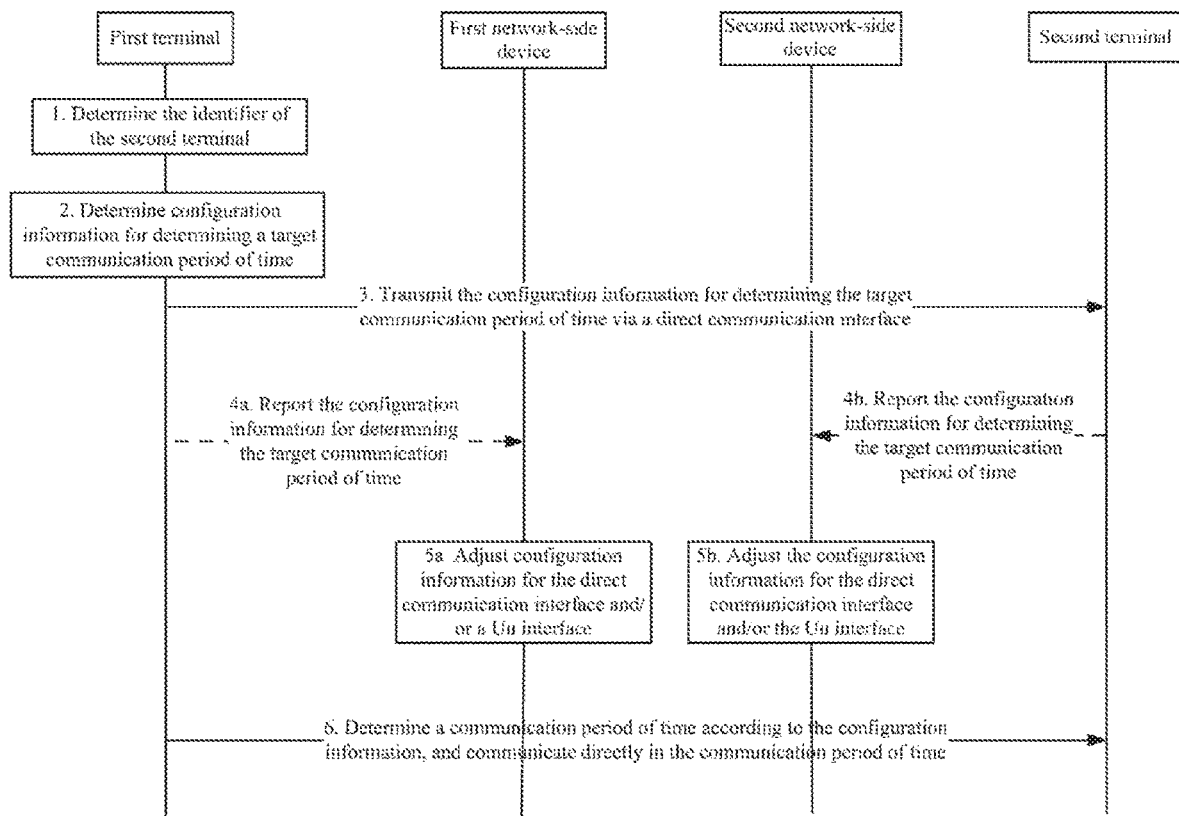 First terminal
First network-side
device
Second network-side
device
Second terminal
1. Determine the identifier of
the second terminal
2. Determine configuration
information for determining a target
communication period of time
3. Transmit the configuration information for determining the target
communication period of time via a direct communication interface
4a. Report the configuration
information for determining
the target communication
period of time
4b. Report the configuration
information for determining
the target communication
period of time
5a Adjust configuration
information for the direct
communication interface and/
or a Uu interface
5b. Adjust the configuration
information for the direct
communication interface
and/or the Uu interface
6. Determine a communication period of time according to the configuration
information, and communicate directly in the communication period of time